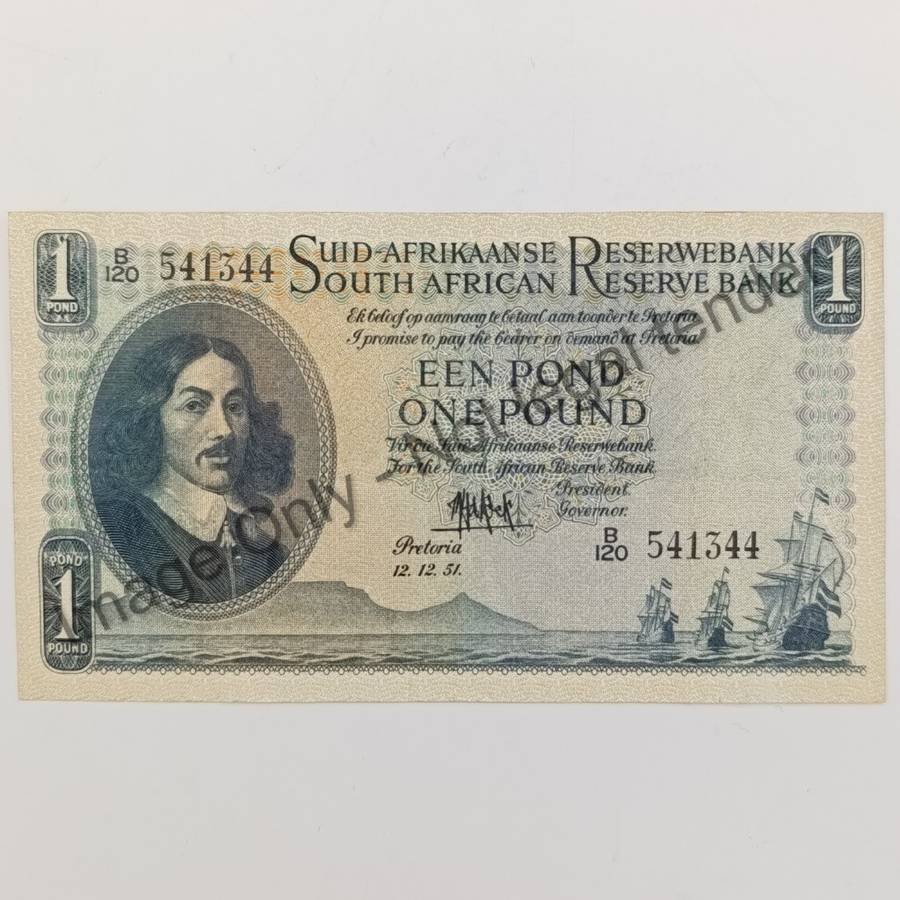 1
POND
B
120 541344
SUID-AFRIKAANSE RESERWEBANK
SOUTH AFRICAN RESERVE BANK
1
POUND
Ek beloof op aanvraag te betaal aan toonder te Pretoria
I promise to pay the bearer on demand at Pretoria
EEN POND
ONE POUND
Vir die Suid-Afrikaanse Reserwebank
For the South African Reserve Bank
President.
Governor.
Pretoria
12. 12. 51.
B
120 541344
POND
1
POUND
Image Only - Not legal tender